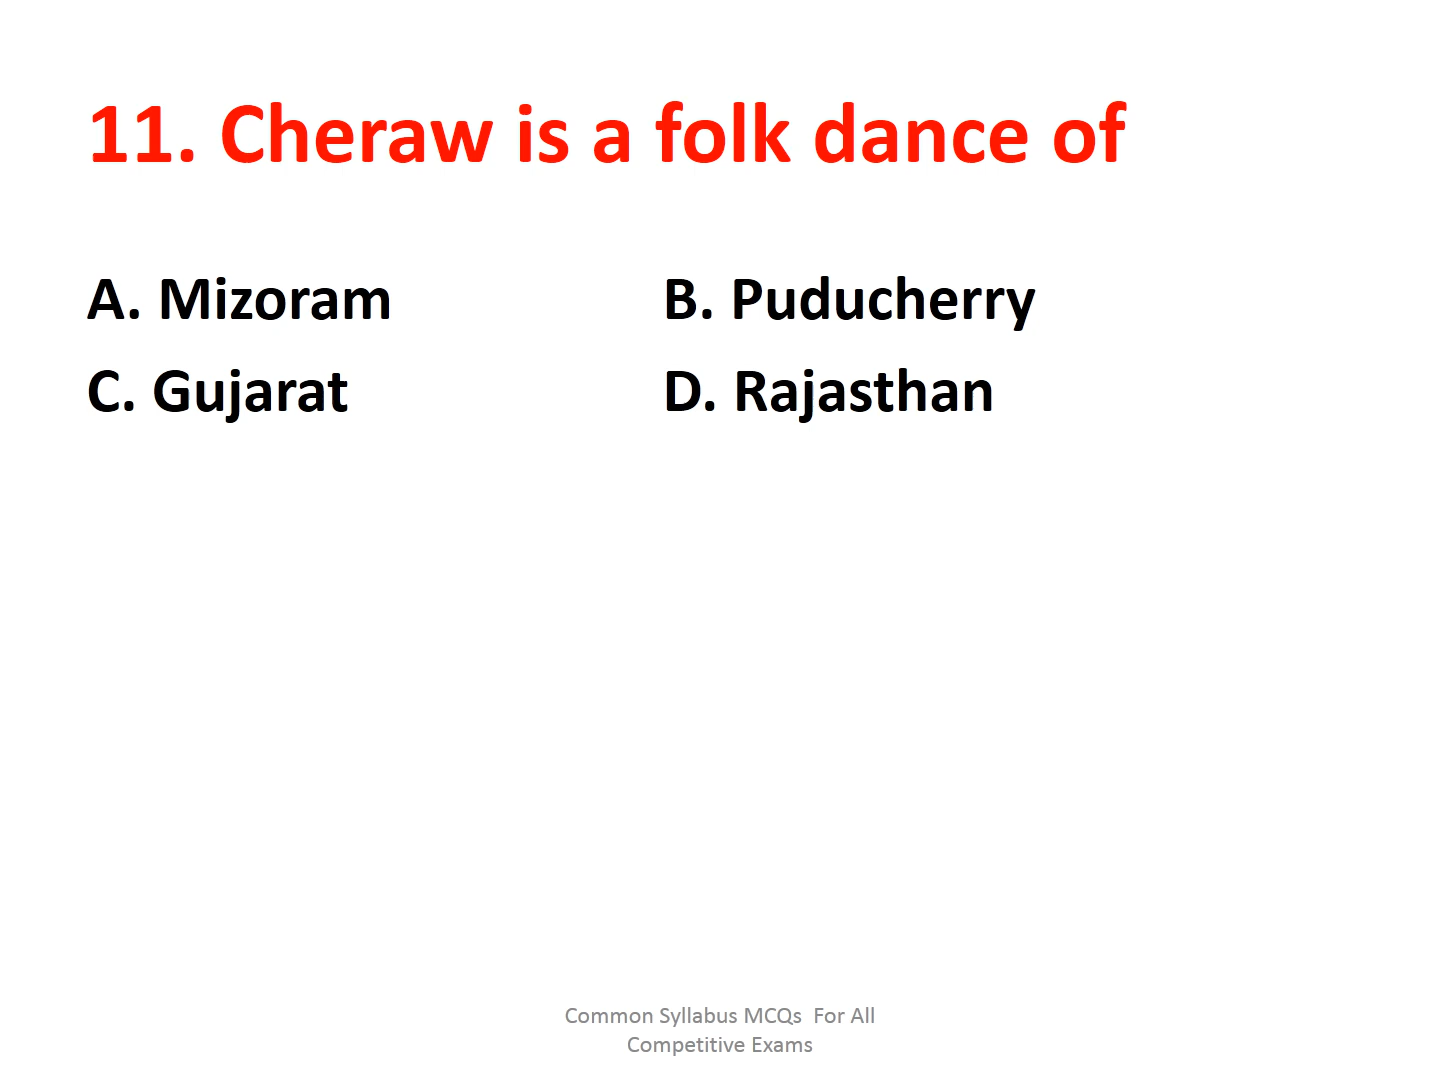 11. Cheraw is a folk dance of
A. Mizoram B. Puducherry
C. Gujarat D. Rajasthan
Common Syllabus MCQs For All
Competitive Exams